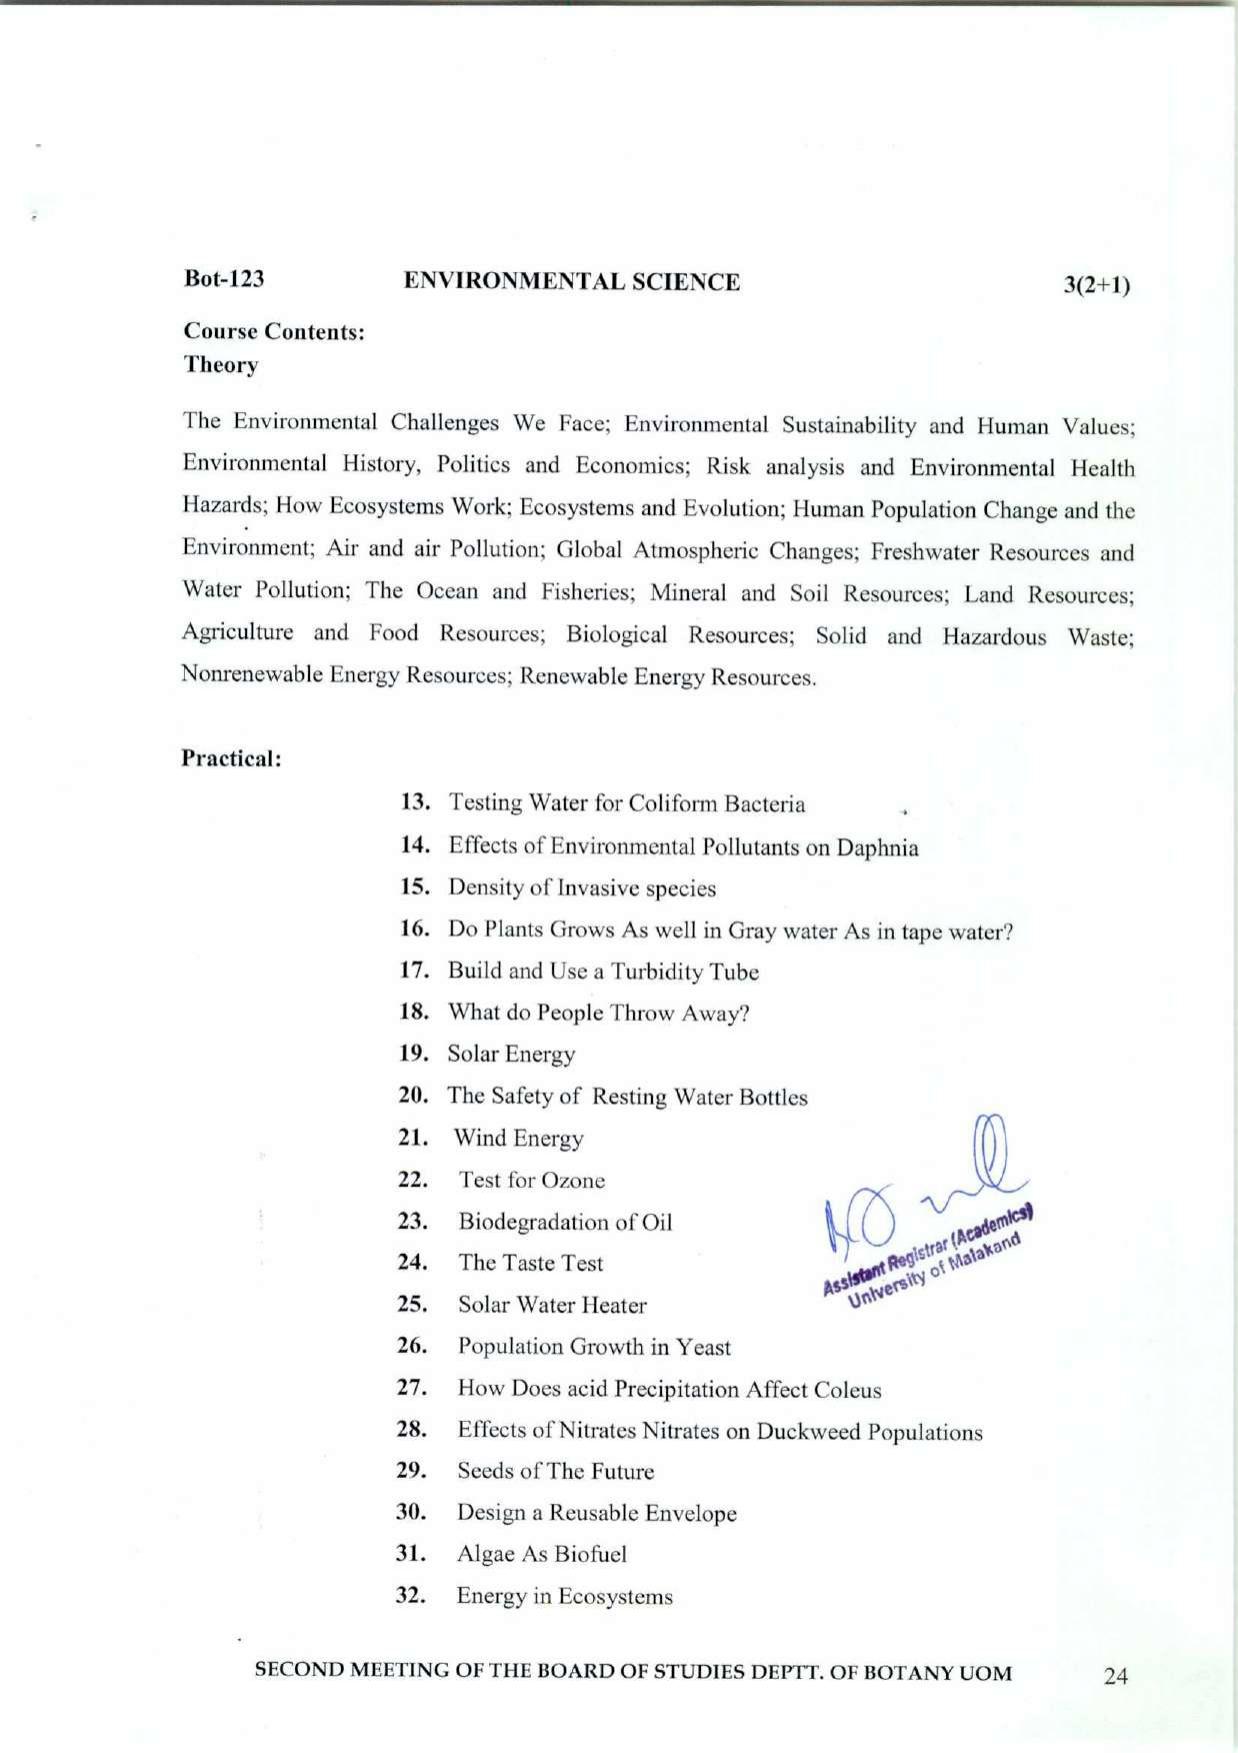 Bot-123 ENVIRONMENTAL SCIENCE 3(2+1)
Course Contents:
Theory
The Environmental Challenges We Face; Environmental Sustainability and Human Values;
Environmental History, Politics and Economics; Risk analysis and Environmental Health
Hazards; How Ecosystems Work; Ecosystems and Evolution; Human Population Change and the
Environment; Air and air Pollution; Global Atmospheric Changes; Freshwater Resources and
Water Pollution; The Ocean and Fisheries; Mineral and Soil Resources; Land Resources;
Agriculture and Food Resources; Biological Resources; Solid and Hazardous Waste;
Nonrenewable Energy Resources; Renewable Energy Resources.
Practical:
13. Testing Water for Coliform Bacteria
14. Effects of Environmental Pollutants on Daphnia
15. Density of Invasive species
16. Do Plants Grows As well in Gray water As in tape water?
17. Build and Use a Turbidity Tube
18. What do People Throw Away?
19. Solar Energy
20. The Safety of Resting Water Bottles
21. Wind Energy
22. Test for Ozone
23. Biodegradation of Oil
24. The Taste Test
25. Solar Water Heater
Assistant Registrar (Academics)
University of Malakand
26. Population Growth in Yeast
27. How Does acid Precipitation Affect Coleus
28. Effects of Nitrates Nitrates on Duckweed Populations
29. Seeds of The Future
30. Design a Reusable Envelope
31. Algae As Biofuel
32. Energy in Ecosystems
SECOND MEETING OF THE BOARD OF STUDIES DEPTT. OF BOTANY UOM 24